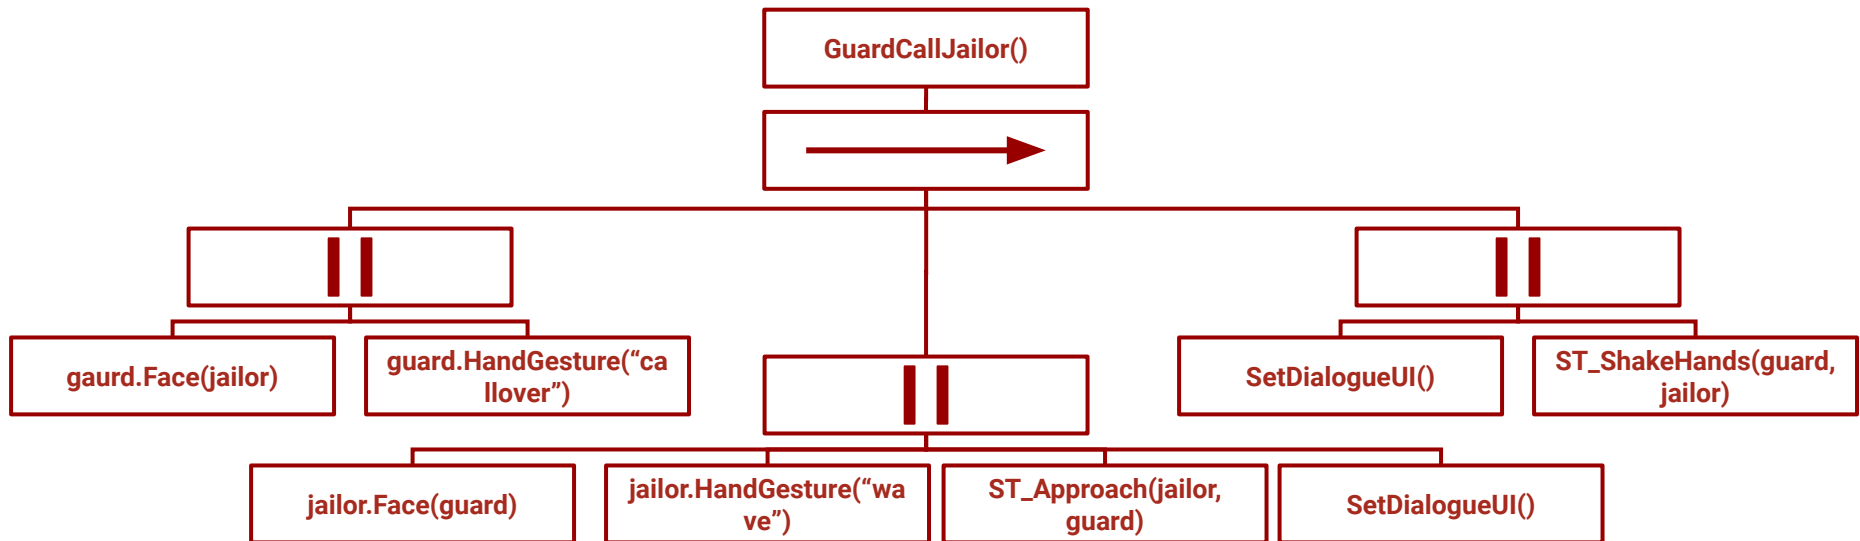 GuardCallJailor()
gaurd.Face(jailor)
guard.HandGesture(“ca
llover”)
SetDialogueUI()
ST_ShakeHands(guard,
jailor)
jailor.Face(guard)
jailor.HandGesture(“wa
ve”)
ST_Approach(jailor,
guard)
SetDialogueUI()